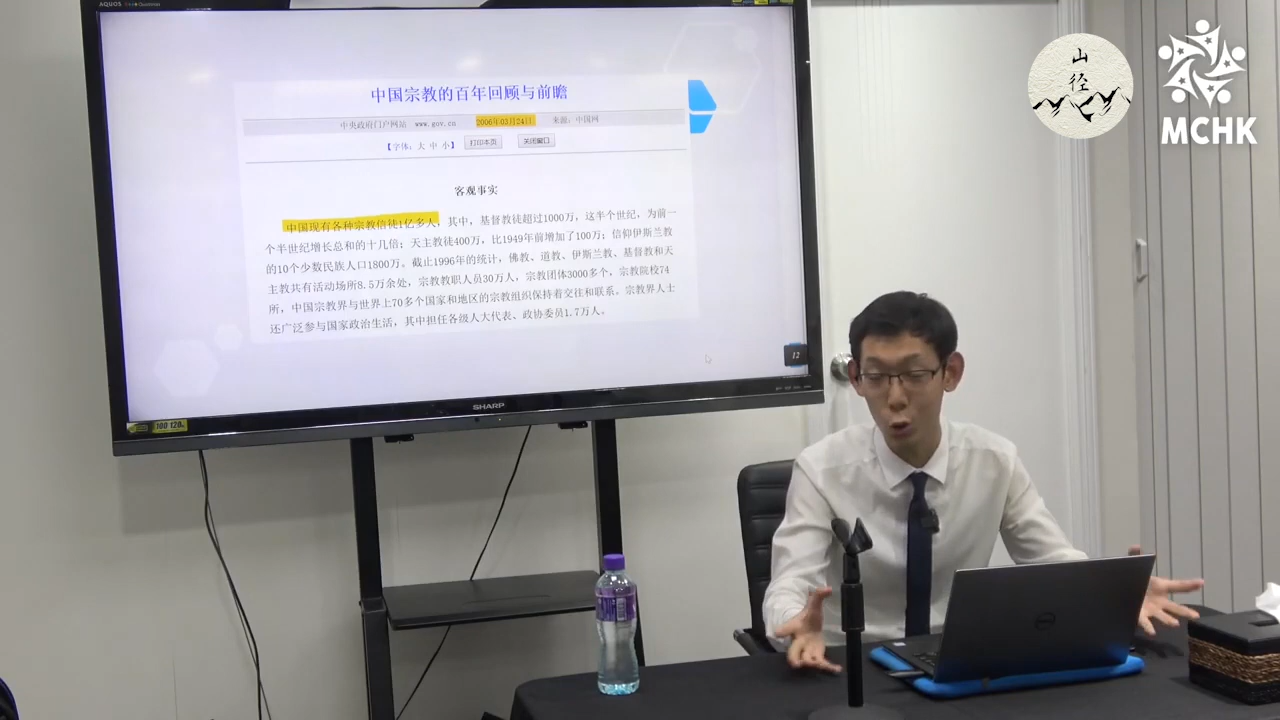 AQUOS
中国宗教的百年回顾与前瞻
中央政府门户网站 www.gov.cn 2006年03月24日 来源：中国网
【字体：大 中 小】 打印本页 关闭窗口
客观事实
中国现有各种宗教信徒1亿多人，其中，基督教徒超过1000万，这半个世纪，为前一
个半世纪增长总和的十几倍；天主教徒400万，比1949年前增加了100万；信仰伊斯兰教
的10个少数民族人口1800万。截止1996年的统计，佛教、道教、伊斯兰教、基督教和天
主教共有活动场所8.5万余处，宗教教职人员30万人，宗教团体3000多个，宗教院校74
所，中国宗教界与世界上70多个国家和地区的宗教组织保持着交往和联系。宗教界人士
还广泛参与国家政治生活，其中担任各级人大代表、政协委员1.7万人。
12
SHARP
100 120
山
径
MCHK
DELL